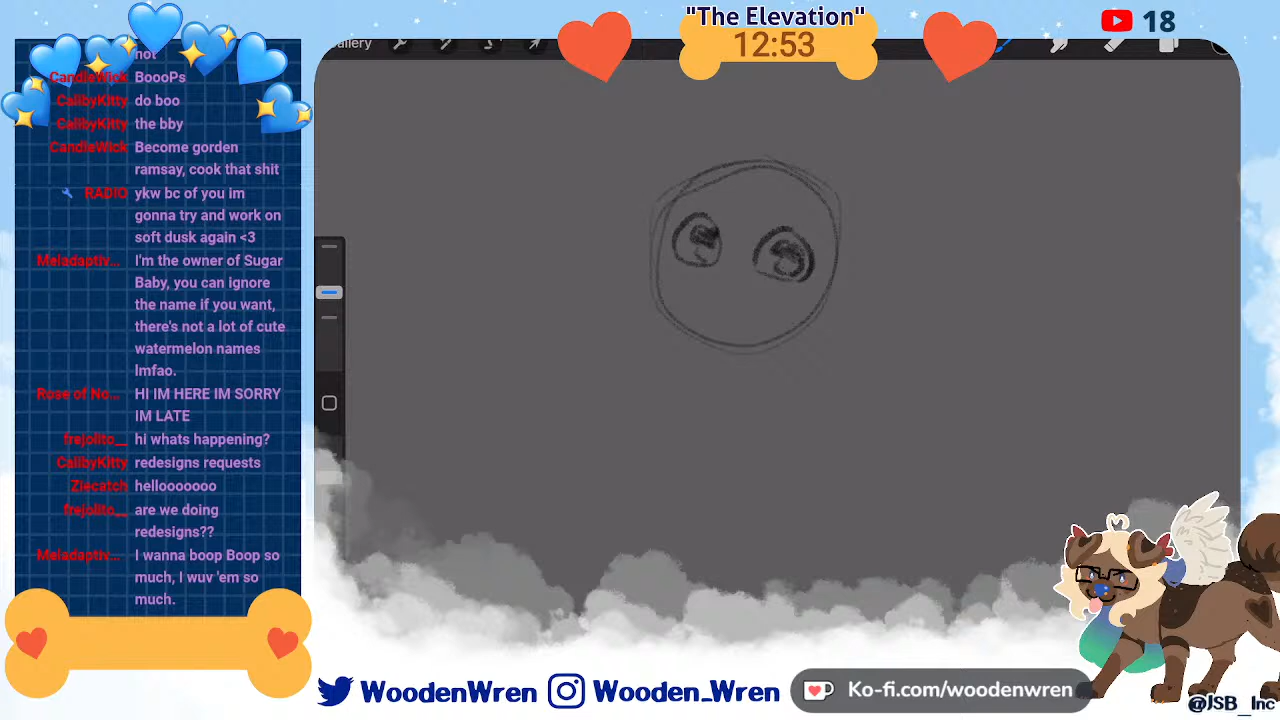 "The Elevation"
12:53
18
allery
not
CandleWick BoooPs
CalibyKitty do boo
CalibyKitty the bby
CandleWick Become gorden
ramsay, cook that shit
RADIO ykw bc of you im
gonna try and work on
soft dusk again <3
Meladaptiv... I'm the owner of Sugar
Baby, you can ignore
the name if you want,
there's not a lot of cute
watermelon names
lmfao.
Rose of No... HI IM HERE IM SORRY
IM LATE
frejolito__ hi whats happening?
CalibyKitty redesigns requests
Ziecatch hellooooooo
frejolito__ are we doing
redesigns??
Meladaptiv... I wanna boop Boop so
much, I wuv 'em so
much.
WoodenWren
Wooden_Wren
Ko-fi.com/woodenwren
@JSB_Inc